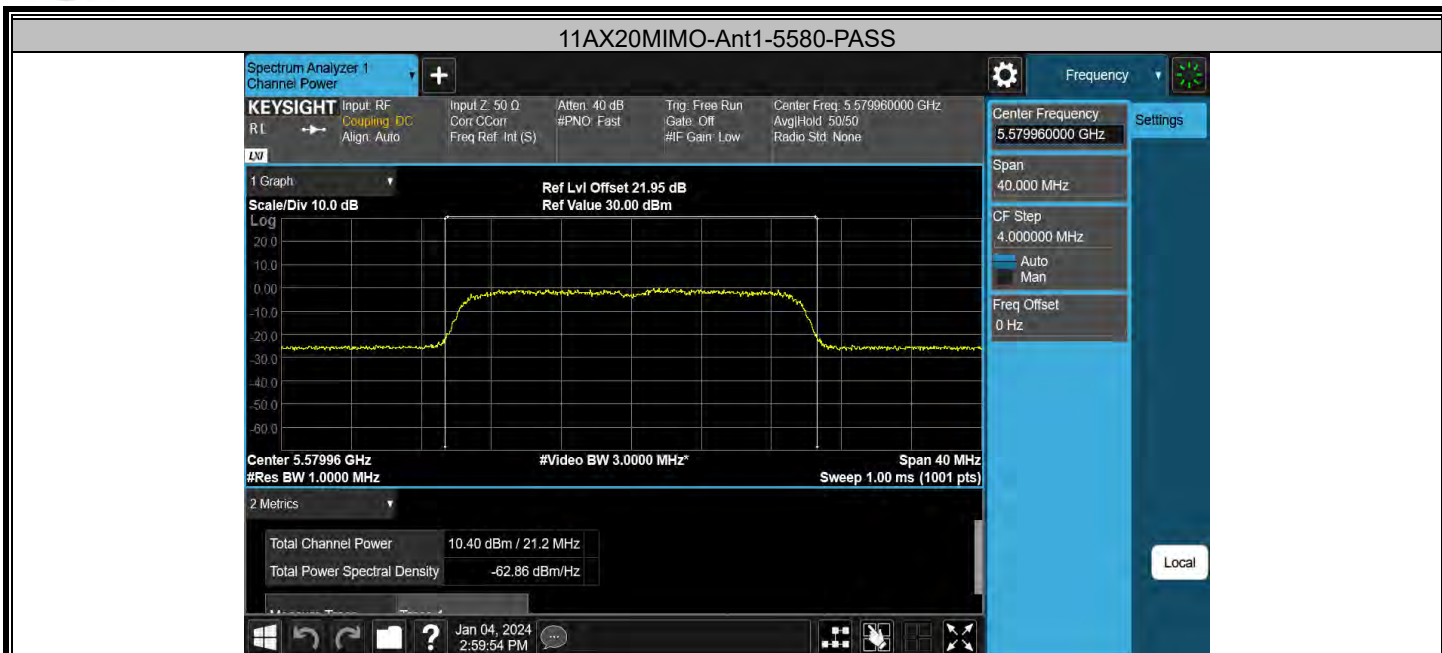 11AX20MIMO-Ant1-5580-PASS
Spectrum Analyzer 1
Channel Power
+
Frequency
KEYSIGHT
RL
LXI
Input: RF
Coupling: DC
Align: Auto
Input Z: 50 Ω
Corr CCorr
Freq Ref: Int (S)
Atten: 40 dB
#PNO: Fast
Trig: Free Run
Gate: Off
#IF Gain: Low
Center Freq: 5.579960000 GHz
Avg|Hold: 50/50
Radio Std: None
Center Frequency
5.579960000 GHz
Settings
Span
40.000 MHz
CF Step
4.000000 MHz
Auto
Man
Freq Offset
0 Hz
1 Graph
Scale/Div 10.0 dB
Ref Lvl Offset 21.95 dB
Ref Value 30.00 dBm
Log
20.0
10.0
0.00
-10.0
-20.0
-30.0
-40.0
-50.0
-60.0
Center 5.57996 GHz
#Video BW 3.0000 MHz*
Span 40 MHz
#Res BW 1.0000 MHz
Sweep 1.00 ms (1001 pts)
2 Metrics
Total Channel Power 10.40 dBm / 21.2 MHz
Total Power Spectral Density -62.86 dBm/Hz
Local
?
Jan 04, 2024
2:59:54 PM